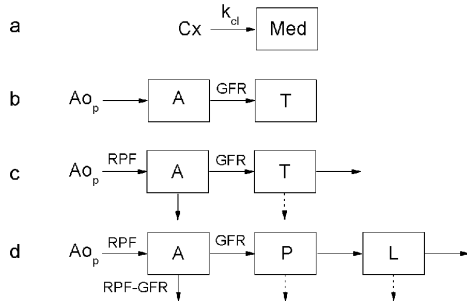 a Cx k_cl Med
b Ao_p A GFR T
c Ao_p RPF A GFR T
d Ao_p RPF A GFR P L
RPF-GFR